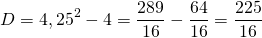 D = 4,25² − 4 = 289/16 − 64/16 = 225/16